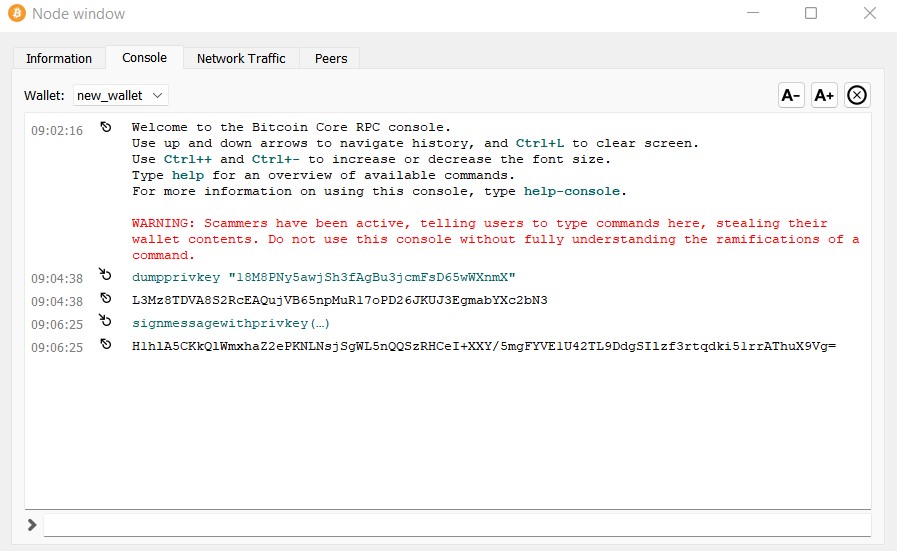 Node window
Information Console Network Traffic Peers
Wallet: new_wallet A- A+
09:02:16 Welcome to the Bitcoin Core RPC console.
Use up and down arrows to navigate history, and Ctrl+L to clear screen.
Use Ctrl++ and Ctrl+- to increase or decrease the font size.
Type help for an overview of available commands.
For more information on using this console, type help-console.
WARNING: Scammers have been active, telling users to type commands here, stealing their
wallet contents. Do not use this console without fully understanding the ramifications of a
command.
09:04:38 dumpprivkey "18M8PNy5awjSh3fAgBu3jcmFsD65wWXnmX"
09:04:38 L3Mz8TDVA8S2RcEAQujVB65npMuR17oPD26JKUJ3EgmabYXc2bN3
09:06:25 signmessagewithprivkey(…)
09:06:25